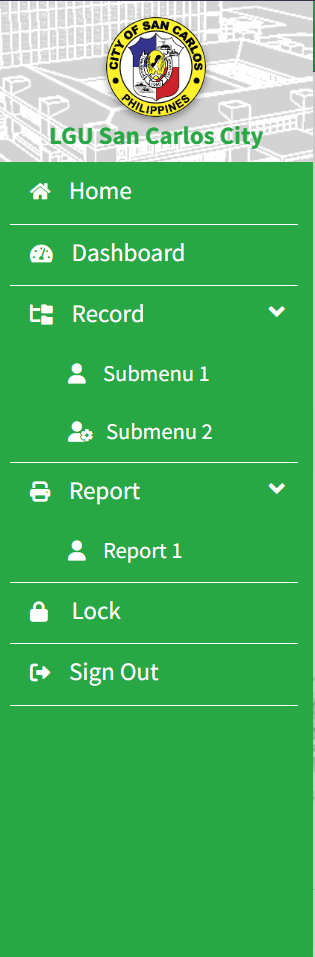 CITY OF SAN CARLOS
PHILIPPINES
LGU San Carlos City
Home
Dashboard
Record
Submenu 1
Submenu 2
Report
Report 1
Lock
Sign Out